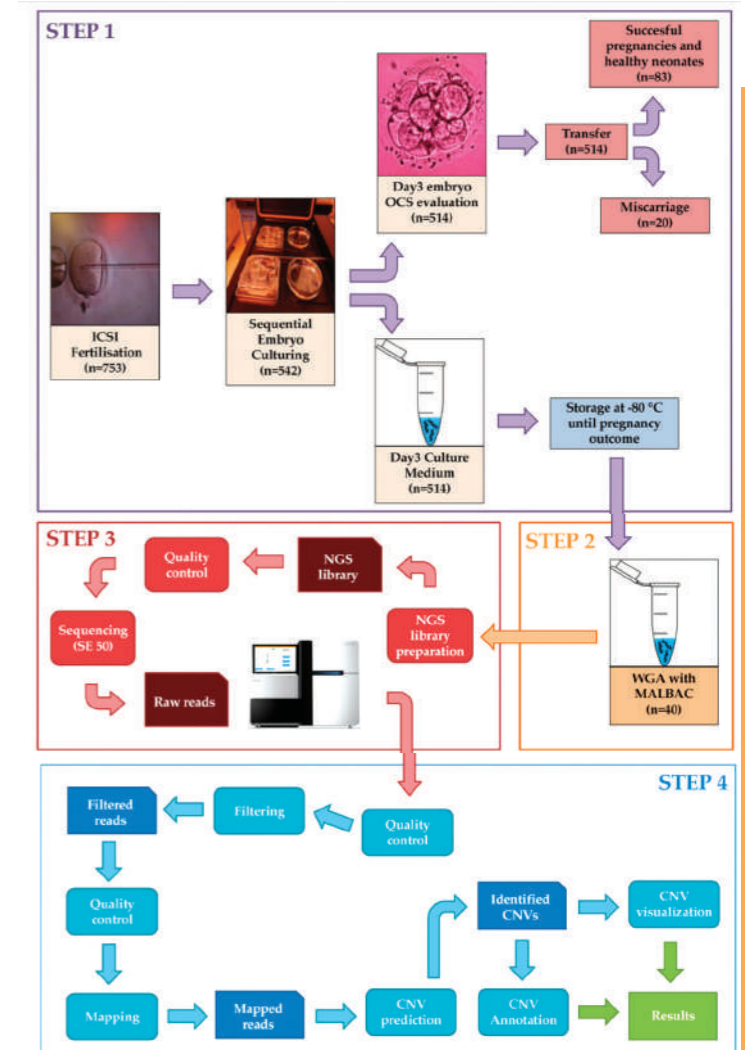 STEP 1
Succesful
pregnancies and
healthy neonates
(n=83)
Transfer
(n=514)
Miscarriage
(n=20)
Day3 embryo
OCS evaluation
(n=514)
ICSI
Fertilisation
(n=753)
Sequential
Embryo
Culturing
(n=542)
Day3 Culture
Medium
(n=514)
Storage at -80 °C
until pregnancy
outcome
STEP 2
WGA with
MALBAC
(n=40)
STEP 3
NGS
library
preparation
NGS
library
Quality
control
Sequencing
(SE 50)
Raw reads
STEP 4
Quality
control
Filtering
Filtered
reads
Quality
control
Mapping
Mapped
reads
CNV
prediction
Identified
CNVs
CNV
visualization
CNV
Annotation
Results